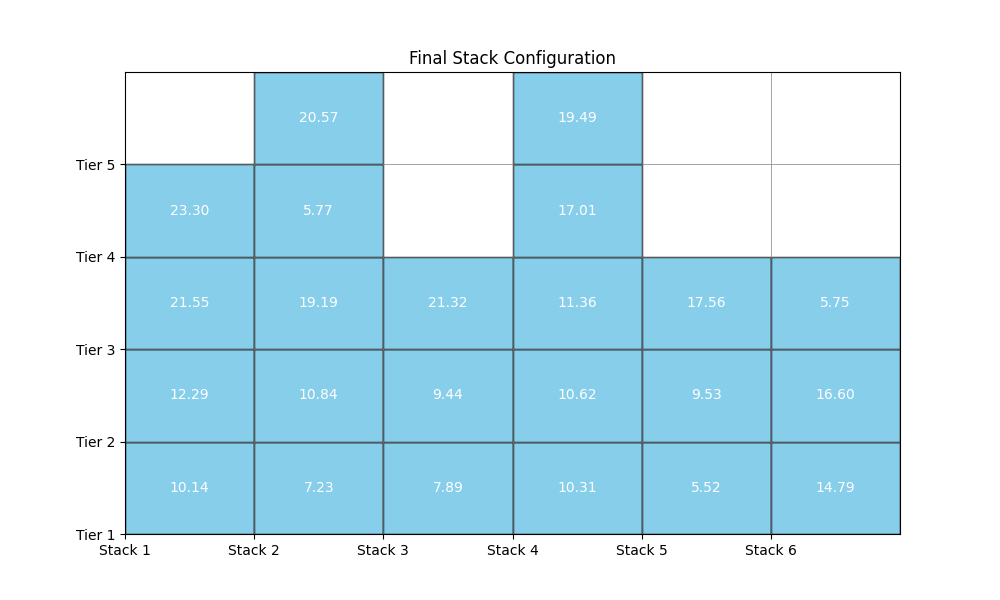 Final Stack Configuration
20.57 19.49
Tier 5
23.30 5.77 17.01
Tier 4
21.55 19.19 21.32 11.36 17.56 5.75
Tier 3
12.29 10.84 9.44 10.62 9.53 16.60
Tier 2
10.14 7.23 7.89 10.31 5.52 14.79
Tier 1
Stack 1 Stack 2 Stack 3 Stack 4 Stack 5 Stack 6